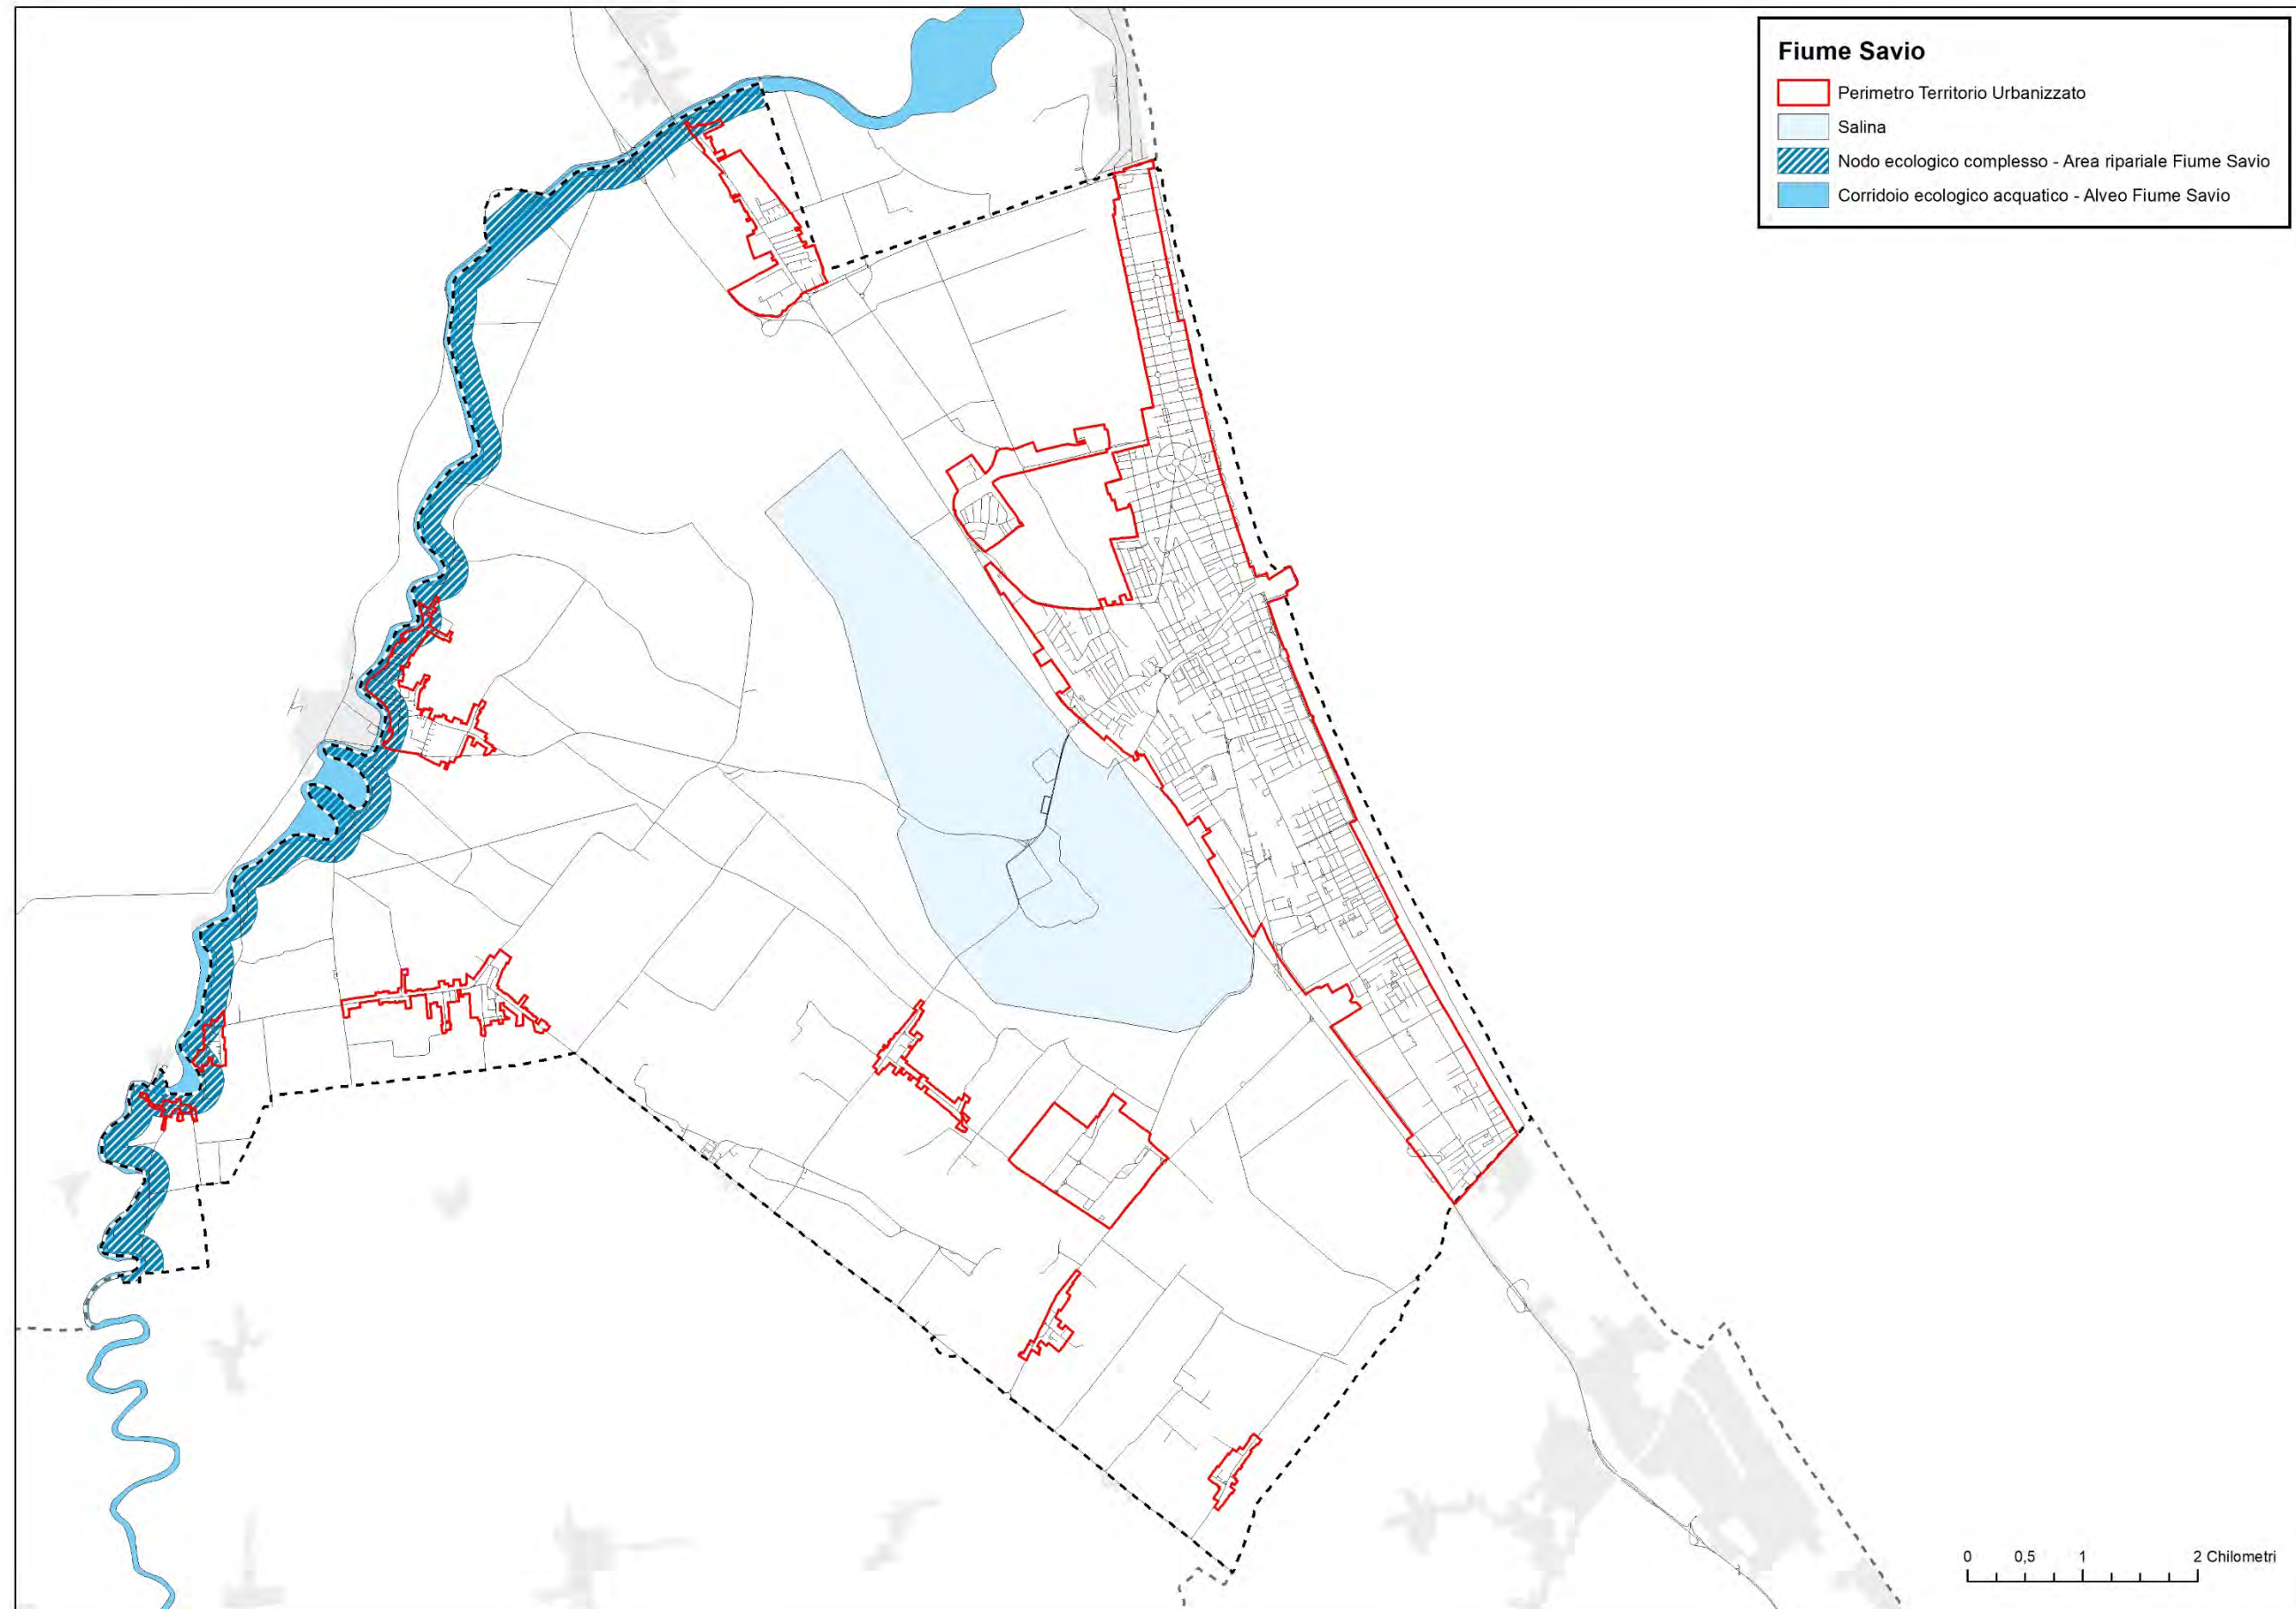 Fiume Savio
Perimetro Territorio Urbanizzato
Salina
Nodo ecologico complesso - Area ripariale Fiume Savio
Corridoio ecologico acquatico - Alveo Fiume Savio
0 0,5 1 2 Chilometri